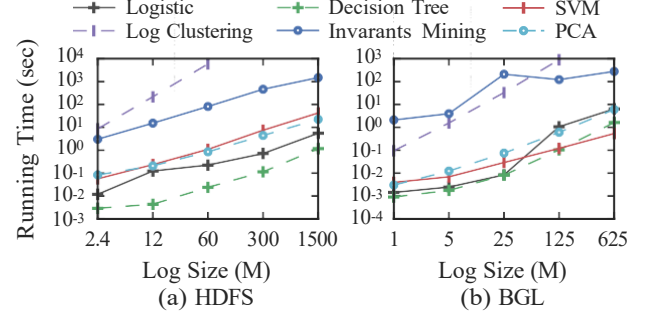 Logistic Decision Tree SVM
Log Clustering Invarants Mining PCA
Running Time (sec)
10^4 10^3
10^3 10^2
10^2 10^1
10^1 10^0
10^0 10^-1
10^-1 10^-2
10^-2 10^-3
10^-3 10^-4
2.4 12 60 300 1500 1 5 25 125 625
Log Size (M) Log Size (M)
(a) HDFS (b) BGL